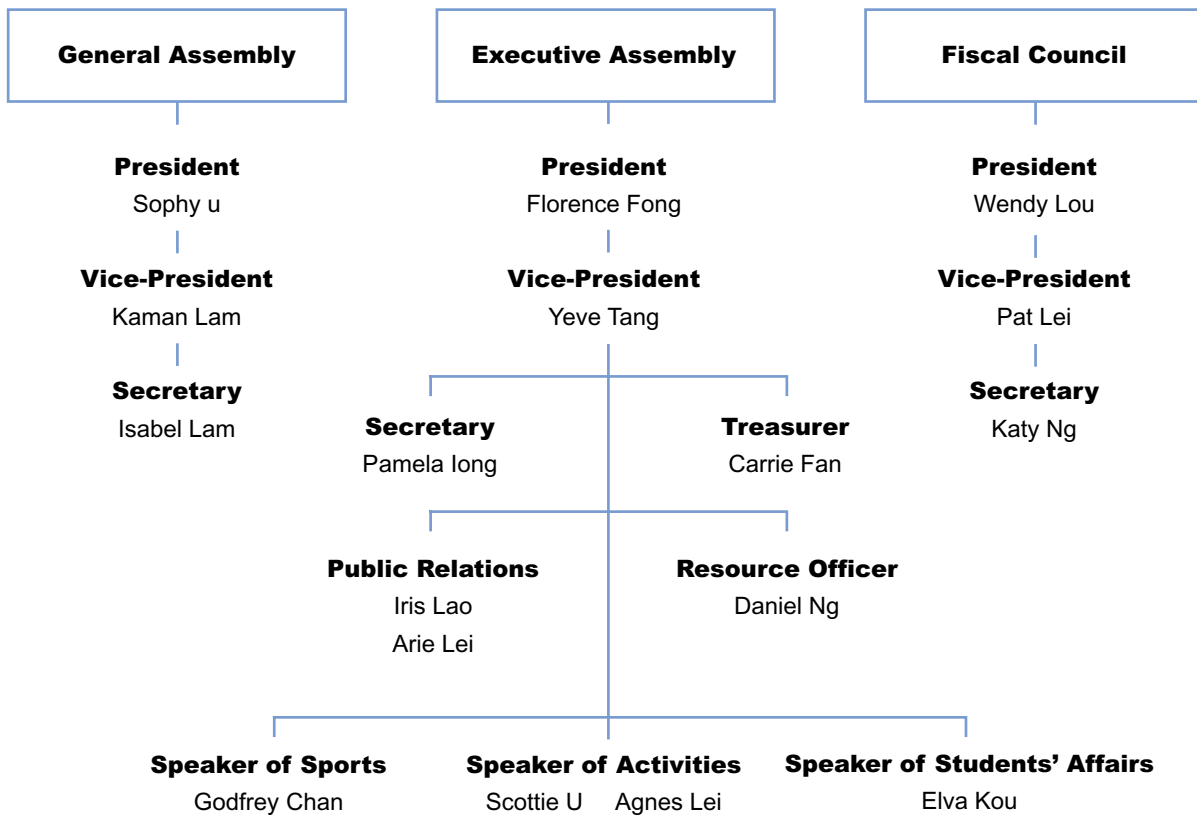 General Assembly
Executive Assembly
Fiscal Council
President
Sophy u
President
Florence Fong
President
Wendy Lou
Vice-President
Kaman Lam
Vice-President
Yeve Tang
Vice-President
Pat Lei
Secretary
Isabel Lam
Secretary
Pamela Iong
Treasurer
Carrie Fan
Secretary
Katy Ng
Public Relations
Iris Lao
Arie Lei
Resource Officer
Daniel Ng
Speaker of Sports
Godfrey Chan
Speaker of Activities
Scottie U Agnes Lei
Speaker of Students’ Affairs
Elva Kou